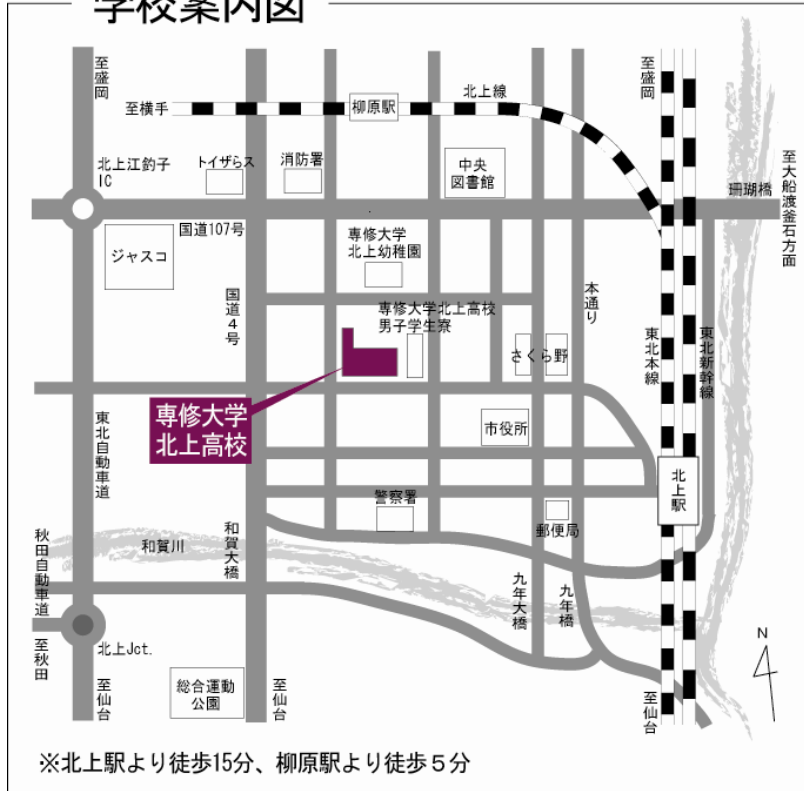 学校案内図
至盛岡
至横手
柳原駅
北上線
至盛岡
至大船渡釜石方面
北上江釣子
IC
トイザらス
消防署
中央
図書館
珊瑚橋
国道107号
ジャスコ
専修大学
北上幼稚園
国道4号
本通り
専修大学北上高校
男子学生寮
さくら野
東北本線
東北新幹線
専修大学
北上高校
東北自動車道
市役所
北上駅
警察署
郵便局
和賀川
和賀大橋
秋田自動車道
九年大橋
九年橋
至秋田
北上Jct.
N
総合運動
公園
至仙台
至仙台
至仙台
※北上駅より徒歩15分、柳原駅より徒歩5分